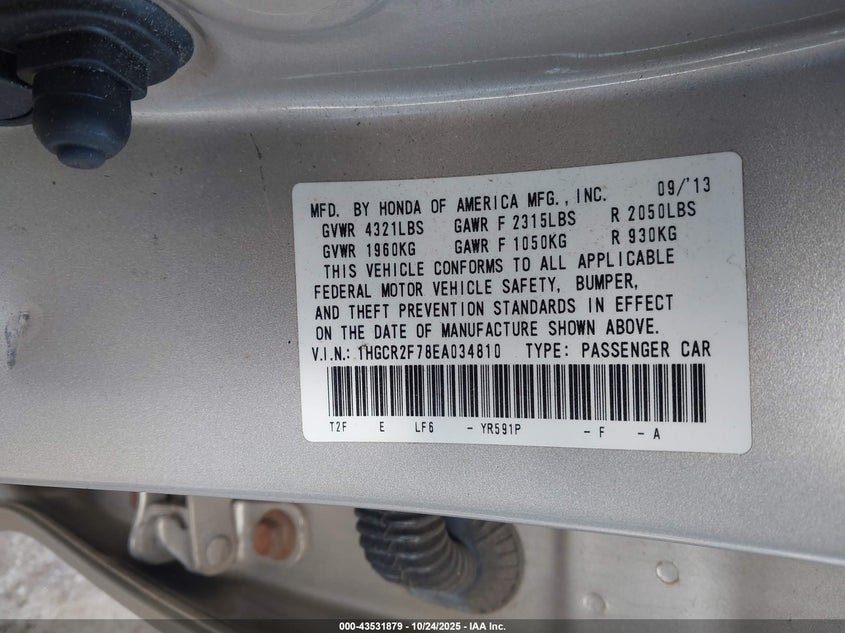 MFD. BY HONDA OF AMERICA MFG., INC. 09/'13
GVWR 4321LBS GAWR F 2315LBS R 2050LBS
GVWR 1960KG GAWR F 1050KG R 930KG
THIS VEHICLE CONFORMS TO ALL APPLICABLE
FEDERAL MOTOR VEHICLE SAFETY, BUMPER,
AND THEFT PREVENTION STANDARDS IN EFFECT
ON THE DATE OF MANUFACTURE SHOWN ABOVE.
V.I.N.: 1HGCR2F78EA034810 TYPE: PASSENGER CAR
T2F E LF6 - YR591P - F - A
000-43531879 - 10/24/2025 - IAA Inc.